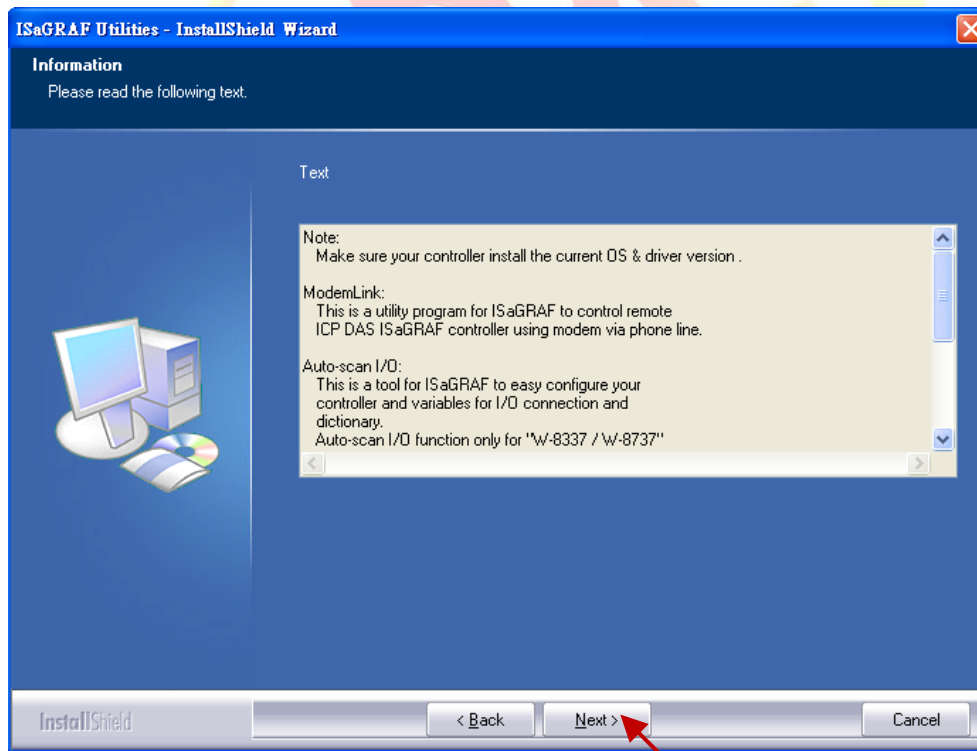 ISaGRAF Utilities - InstallShield Wizard
Information
Please read the following text.
Text
Note:
Make sure your controller install the current OS & driver version .
ModemLink:
This is a utility program for ISaGRAF to control remote
ICP DAS ISaGRAF controller using modem via phone line.
Auto-scan I/O:
This is a tool for ISaGRAF to easy configure your
controller and variables for I/O connection and
dictionary.
Auto-scan I/O function only for "W-8337 / W-8737"
InstallShield
< Back
Next >
Cancel